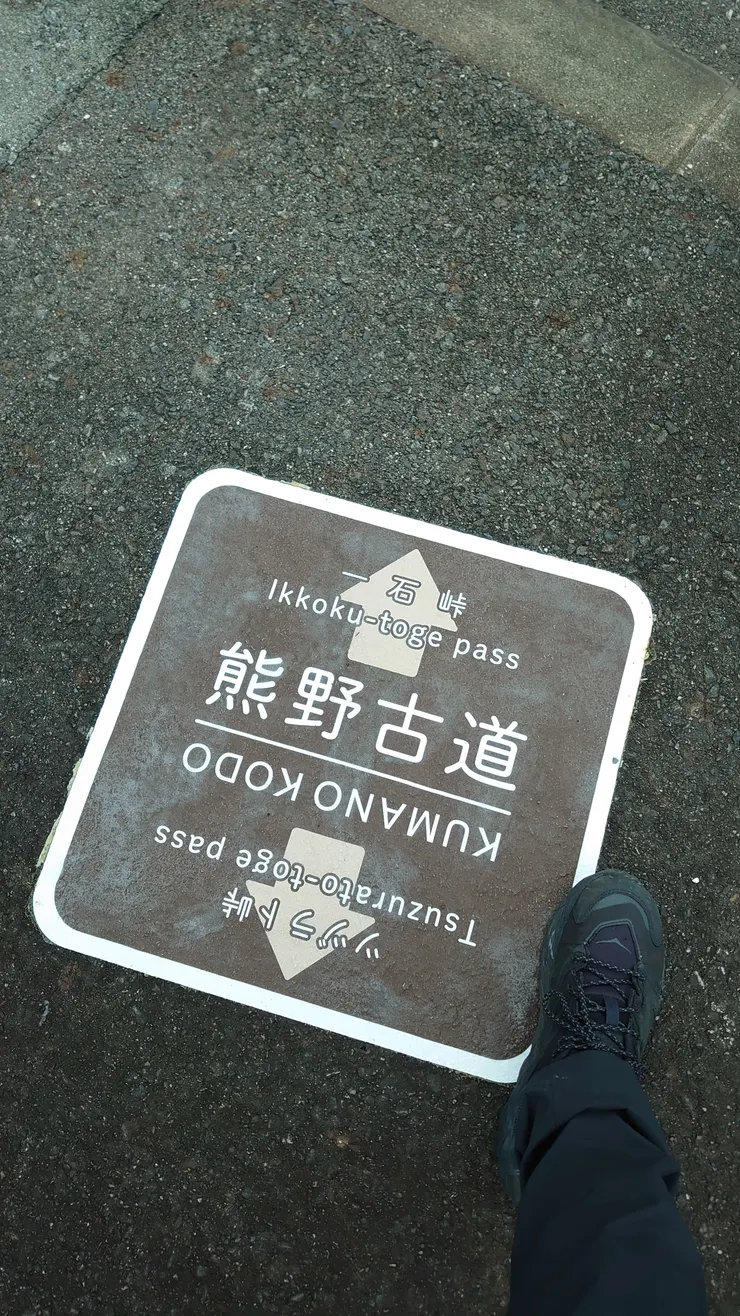 一石峠
Ikkoku-toge pass
熊野古道
KUMANO KODO
Tsuzurato-toge pass
ツヅラト峠